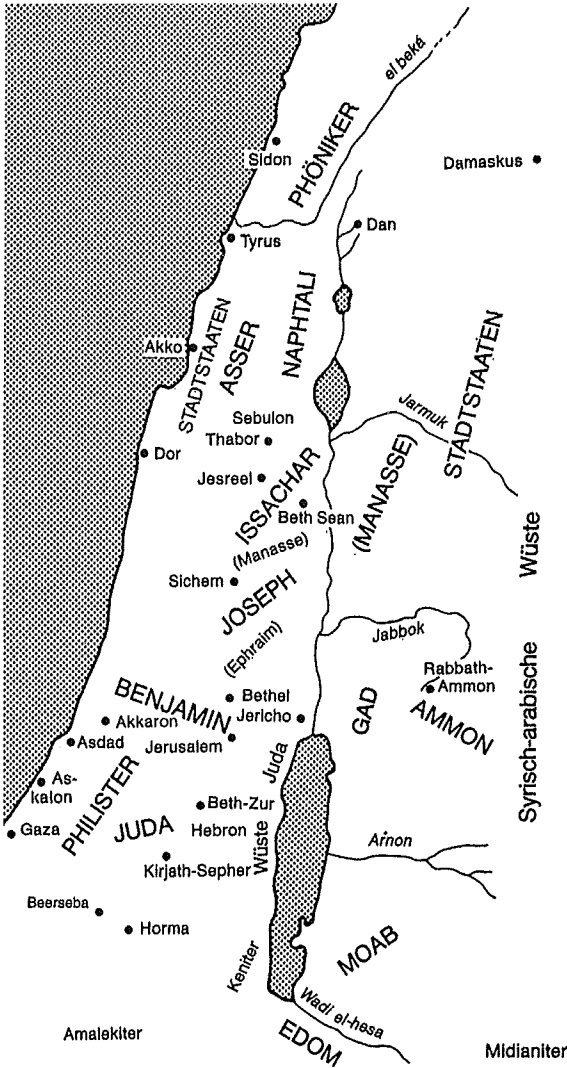 el beká
PHÖNIKER
Sidon
Damaskus
Dan
Tyrus
NAPHTALI
STADTSTAATEN
ASSER
STADTSTAATEN
Akko
Jarmuk
Sebulon
Thabor
Dor
(MANASSE)
Jesreel
ISSACHAR
Beth Sean
Wüste
(Manasse)
Sichem
JOSEPH
(Ephraim)
Jabbok
Syrisch-arabische
Rabbath-
Ammon
BENJAMIN
Bethel
GAD
AMMON
Jericho
Akkaron
Asdad
Jerusalem
Juda
As-
kalon
PHILISTER
Beth-Zur
Gaza
JUDA
Hebron
Wüste
Arnon
Kirjath-Sepher
Beerseba
Horma
MOAB
Keniter
Wadi el-hesa
Amalekiter
EDOM
Midianiter